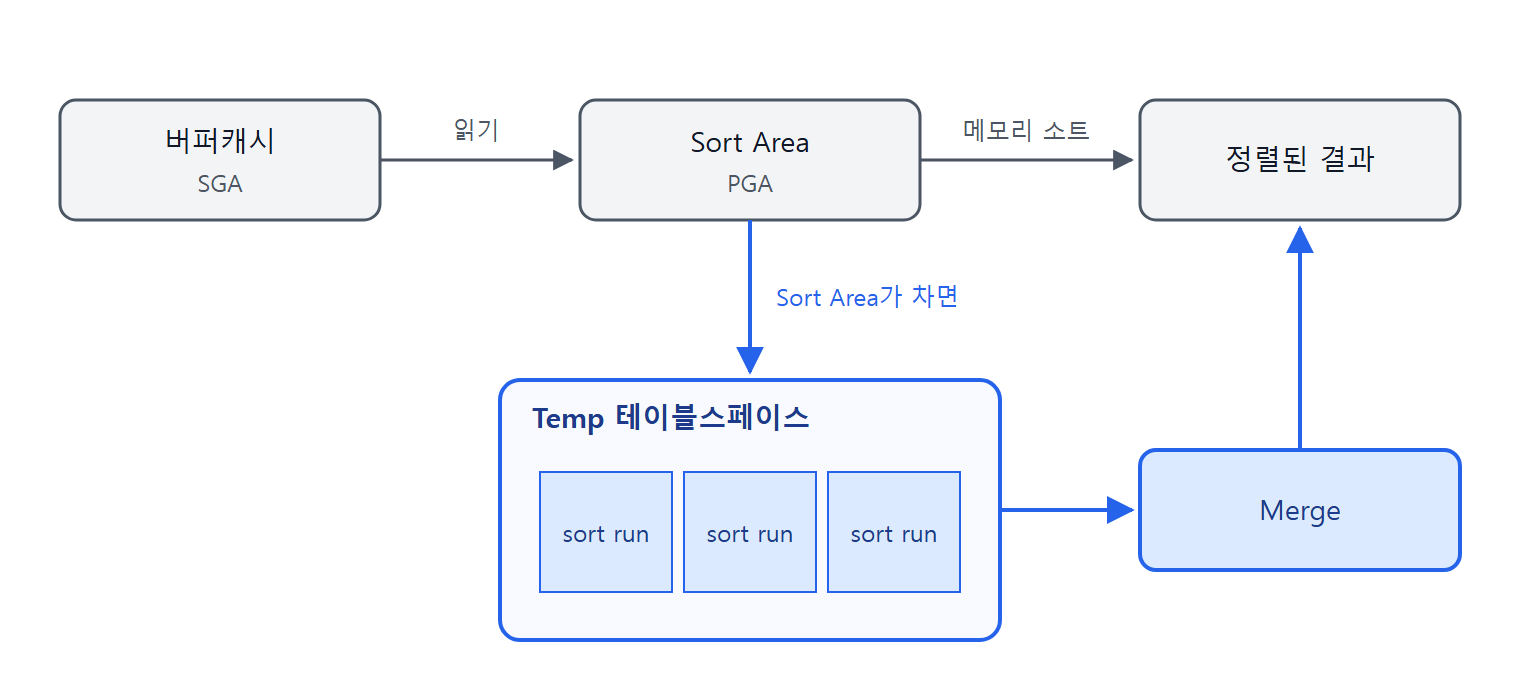 버퍼캐시
SGA
읽기
Sort Area
PGA
메모리 소트
정렬된 결과
Sort Area가 차면
Temp 테이블스페이스
sort run
sort run
sort run
Merge